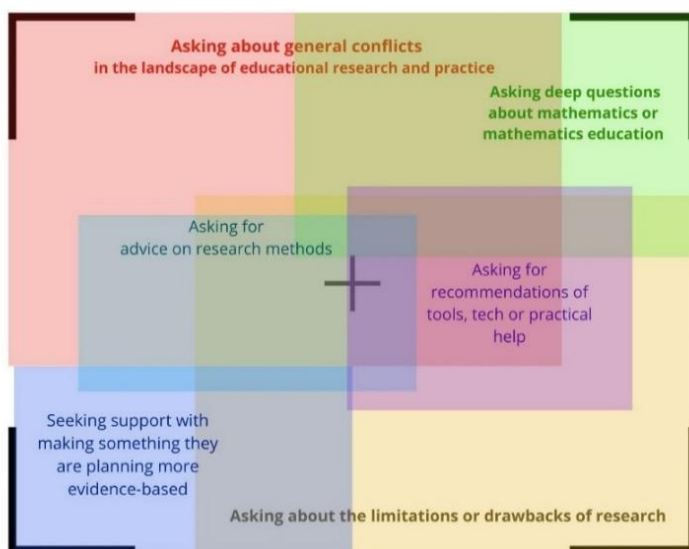 Asking about general conflicts
in the landscape of educational research and practice
Asking deep questions
about mathematics or
mathematics education
Asking for
advice on research methods
Asking for
recommendations of
tools, tech or practical
help
Seeking support with
making something they
are planning more
evidence-based
Asking about the limitations or drawbacks of research